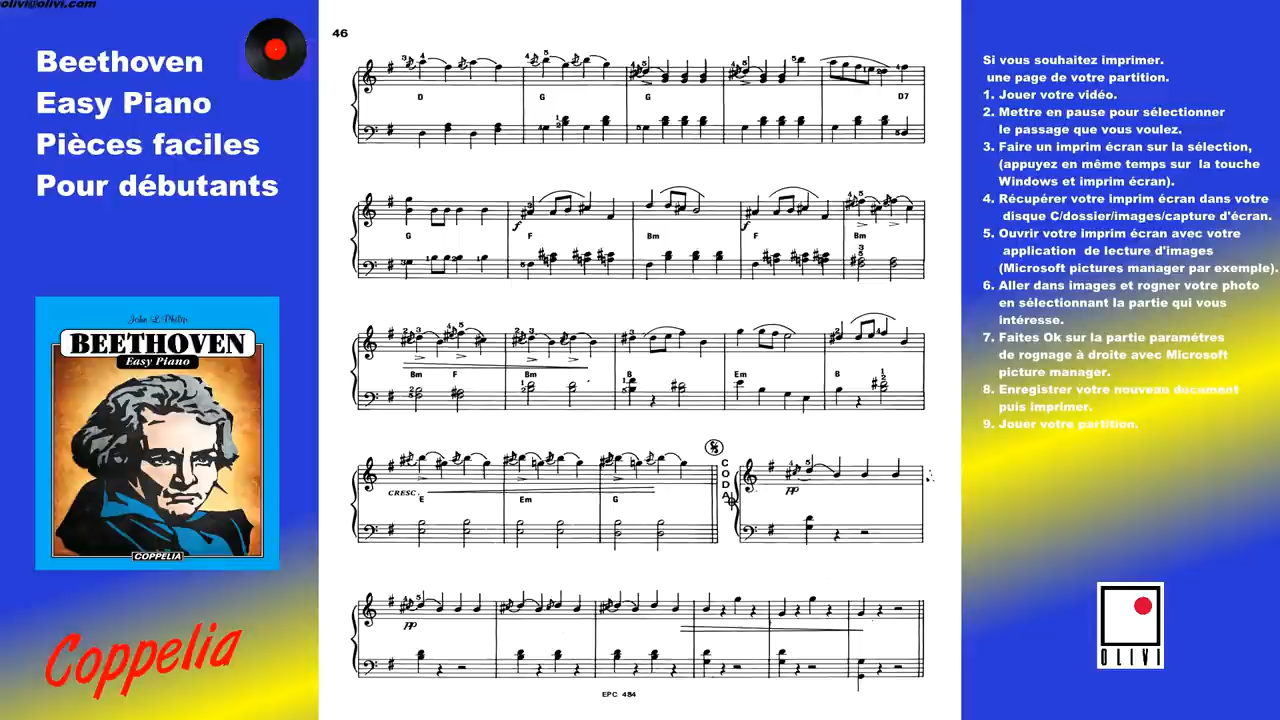 olivi@olivi.com
Beethoven
Easy Piano
Pièces faciles
Pour débutants
John L. Philip
BEETHOVEN
Easy Piano
COPPELIA
Coppelia
46
D
G
G
D7
G
F
Bm
F
Bm
Bm F
Bm
B
Em
B
CRESC.
E
Em
G
CODA
pp
pp
EPC 484
Si vous souhaitez imprimer.
une page de votre partition.
1. Jouer votre vidéo.
2. Mettre en pause pour sélectionner
le passage que vous voulez.
3. Faire un imprim écran sur la sélection,
(appuyez en même temps sur la touche
Windows et imprim écran).
4. Récupérer votre imprim écran dans votre
disque C/dossier/images/capture d'écran.
5. Ouvrir votre imprim écran avec votre
application de lecture d'images
(Microsoft pictures manager par exemple).
6. Aller dans images et rogner votre photo
en sélectionnant la partie qui vous
intéresse.
7. Faites Ok sur la partie paramétres
de rognage à droite avec Microsoft
picture manager.
8. Enregistrer votre nouveau document
puis imprimer.
9. Jouer votre partition.
OLIVI